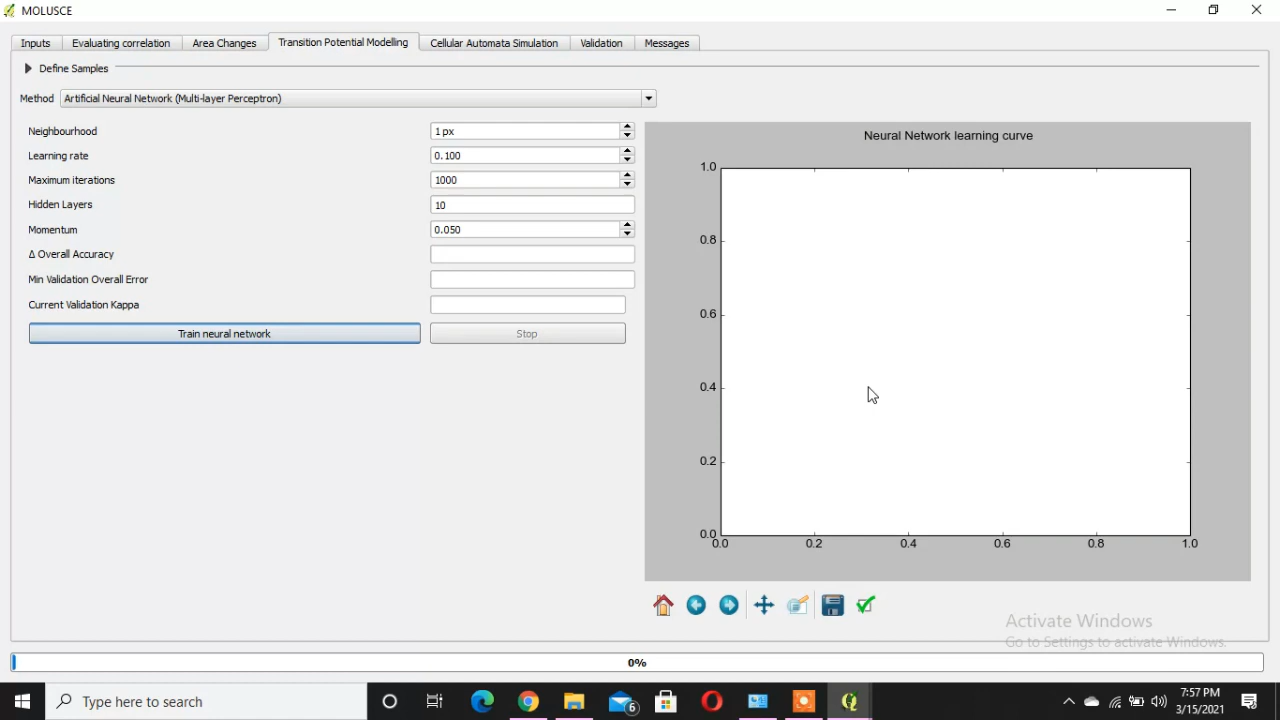 MOLUSCE
Inputs Evaluating correlation Area Changes Transition Potential Modelling Cellular Automata Simulation Validation Messages
Define Samples
Method Artificial Neural Network (Multi-layer Perceptron)
Neighbourhood 1 px
Learning rate 0.100
Maximum iterations 1000
Hidden Layers 10
Momentum 0.050
Δ Overall Accuracy
Min Validation Overall Error
Current Validation Kappa
Train neural network Stop
Neural Network learning curve
1.0
0.8
0.6
0.4
0.2
0.0
0.0 0.2 0.4 0.6 0.8 1.0
Activate Windows
Go to Settings to activate Windows.
0%
Type here to search
6
7:57 PM
3/15/2021